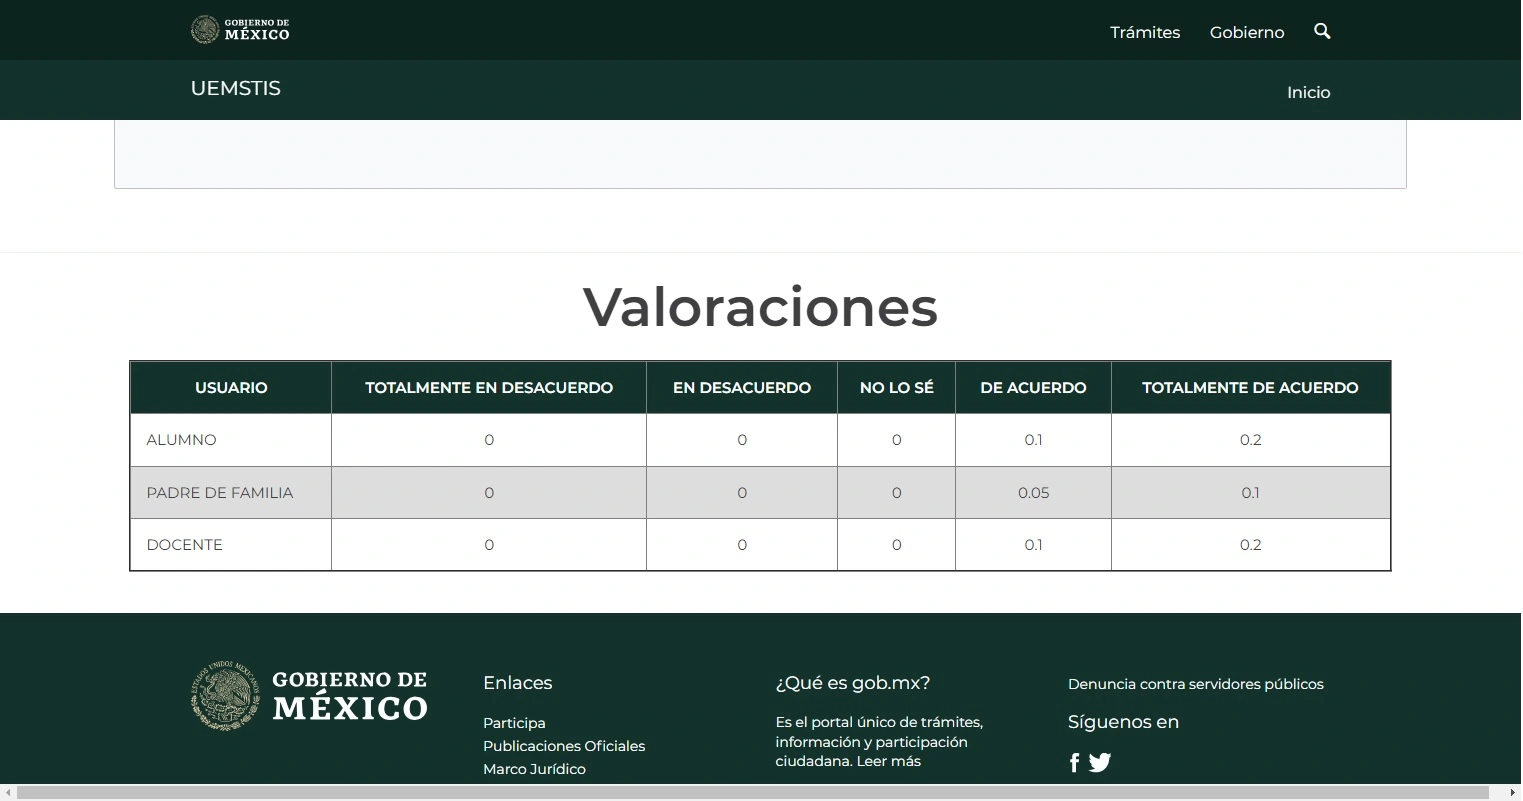 GOBIERNO DE
MÉXICO
Trámites
Gobierno
UEMSTIS
Inicio
Valoraciones
USUARIO TOTALMENTE EN DESACUERDO EN DESACUERDO NO LO SÉ DE ACUERDO TOTALMENTE DE ACUERDO
ALUMNO 0 0 0 0.1 0.2
PADRE DE FAMILIA 0 0 0 0.05 0.1
DOCENTE 0 0 0 0.1 0.2
ESTADOS UNIDOS MEXICANOS
GOBIERNO DE
MÉXICO
Enlaces
Participa
Publicaciones Oficiales
Marco Jurídico
¿Qué es gob.mx?
Es el portal único de trámites,
información y participación
ciudadana. Leer más
Denuncia contra servidores públicos
Síguenos en